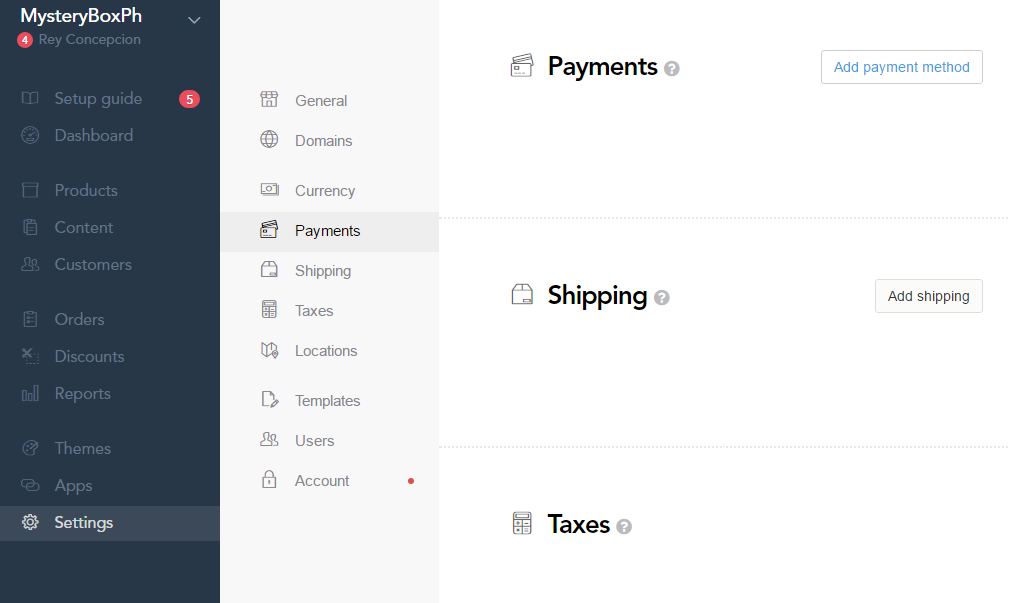 MysteryBoxPh
4 Rey Concepcion
Setup guide 5
Dashboard
Products
Content
Customers
Orders
Discounts
Reports
Themes
Apps
Settings
General
Domains
Currency
Payments
Shipping
Taxes
Locations
Templates
Users
Account
Payments ?
Add payment method
Shipping ?
Add shipping
Taxes ?